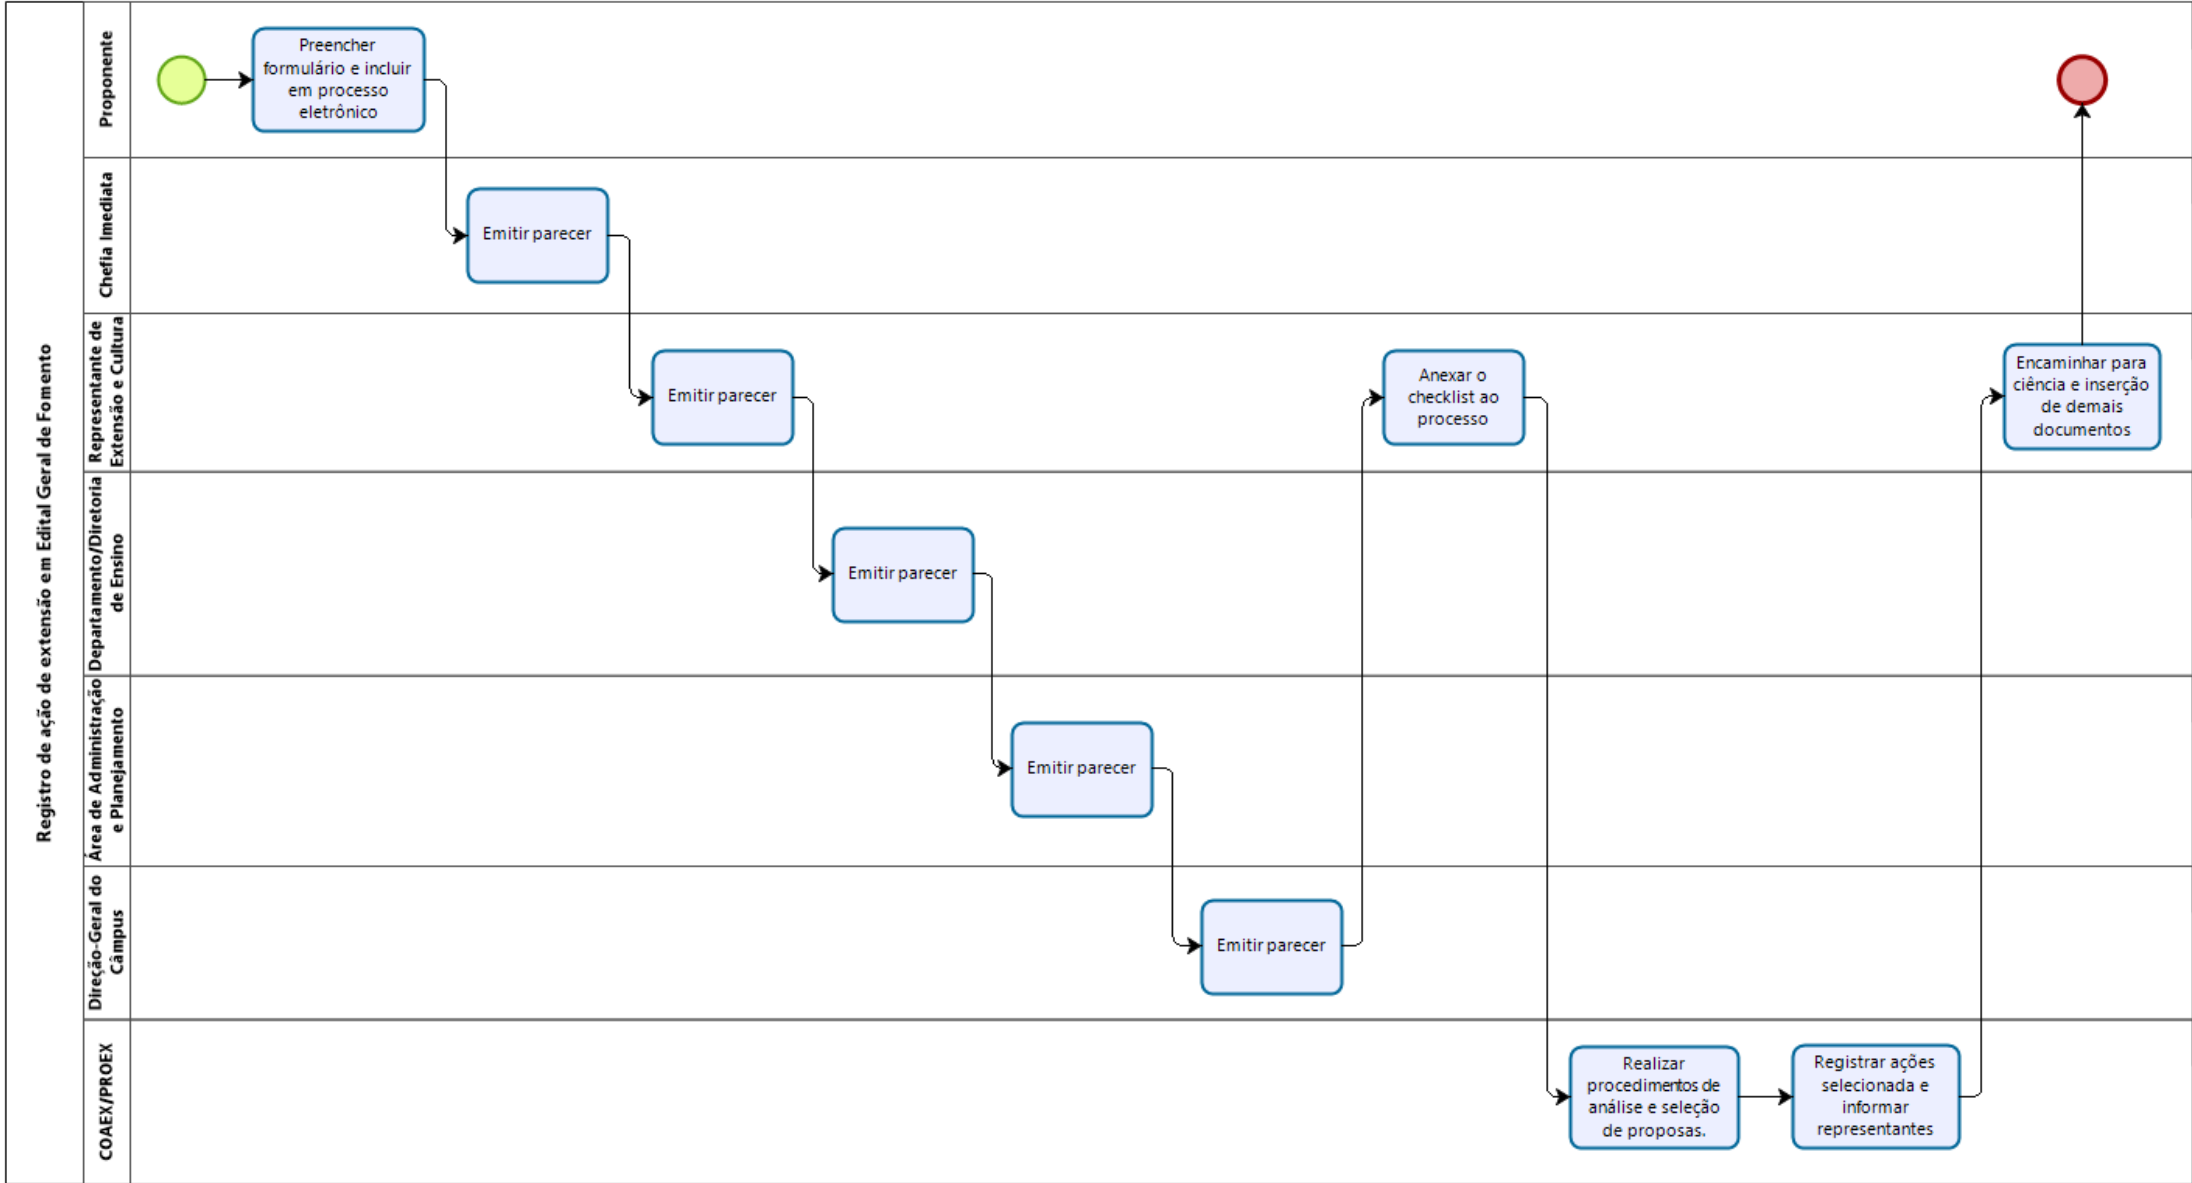 Registro de ação de extensão em Edital Geral de Fomento
Proponente
Preencher
formulário e incluir
em processo
eletrônico
Chefia Imediata
Emitir parecer
Representante de
Extensão e Cultura
Emitir parecer
Anexar o
checklist ao
processo
Encaminhar para
ciência e inserção
de demais
documentos
Departamento/Diretoria
de Ensino
Emitir parecer
Área de Administração
e Planejamento
Emitir parecer
Direção-Geral do
Câmpus
Emitir parecer
COAEX/PROEX
Realizar
procedimentos de
análise e seleção
de proposas.
Registrar ações
selecionada e
informar
representantes